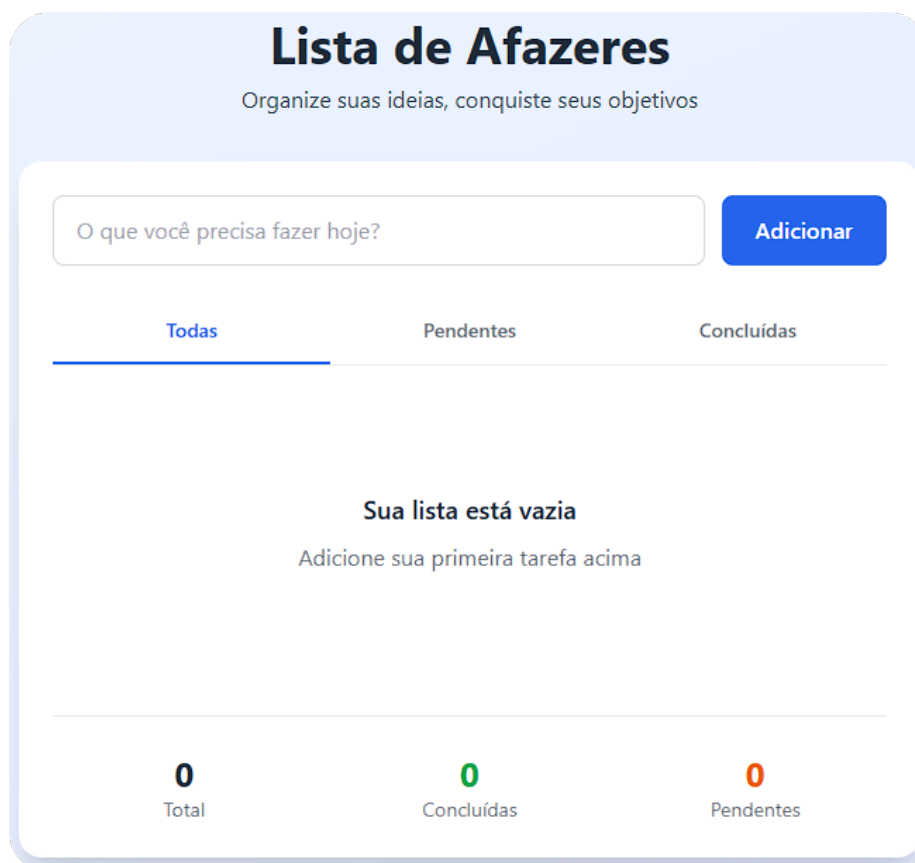 Lista de Afazeres
Organize suas ideias, conquiste seus objetivos
O que você precisa fazer hoje?
Adicionar
Todas
Pendentes
Concluídas
Sua lista está vazia
Adicione sua primeira tarefa acima
0
Total
0
Concluídas
0
Pendentes